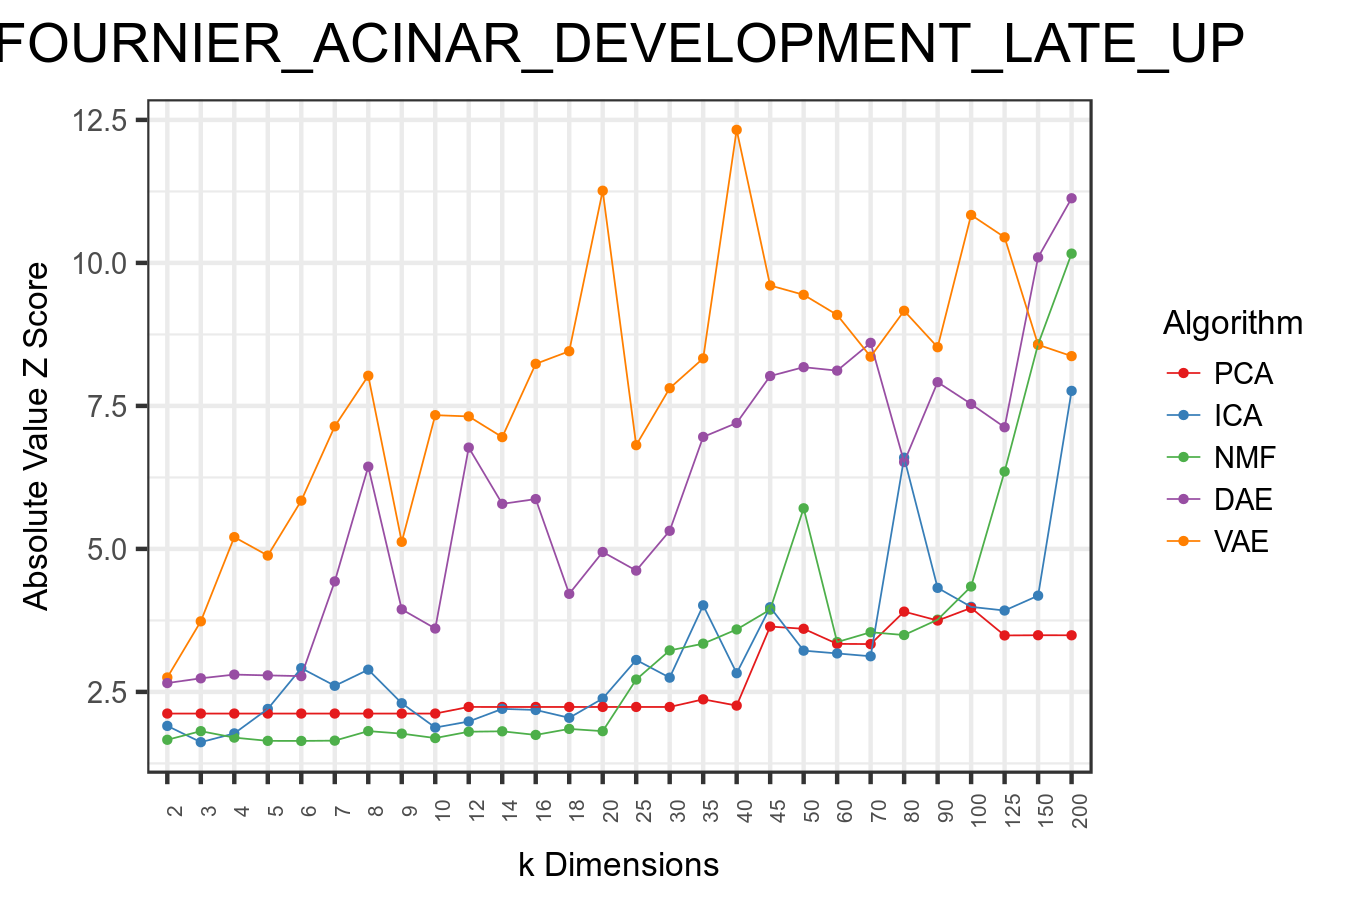 FOURNIER_ACINAR_DEVELOPMENT_LATE_UP
12.5
10.0
7.5
5.0
2.5
Absolute Value Z Score
2 3 4 5 6 7 8 9 10 12 14 16 18 20 25 30 35 40 45 50 60 70 80 90 100 125 150 200
k Dimensions
Algorithm
PCA
ICA
NMF
DAE
VAE